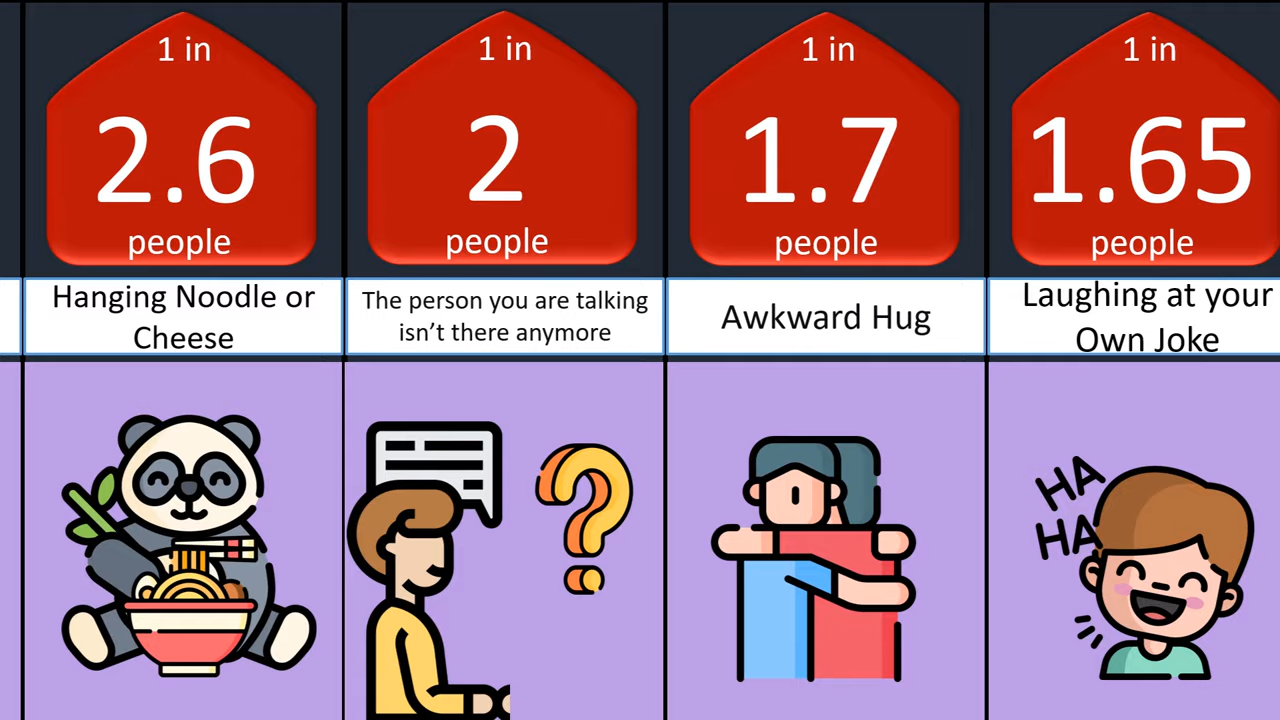 1 in
2.6
people
Hanging Noodle or
Cheese
1 in
2
people
The person you are talking
isn't there anymore
1 in
1.7
people
Awkward Hug
1 in
1.65
people
Laughing at your
Own Joke
HA
HA